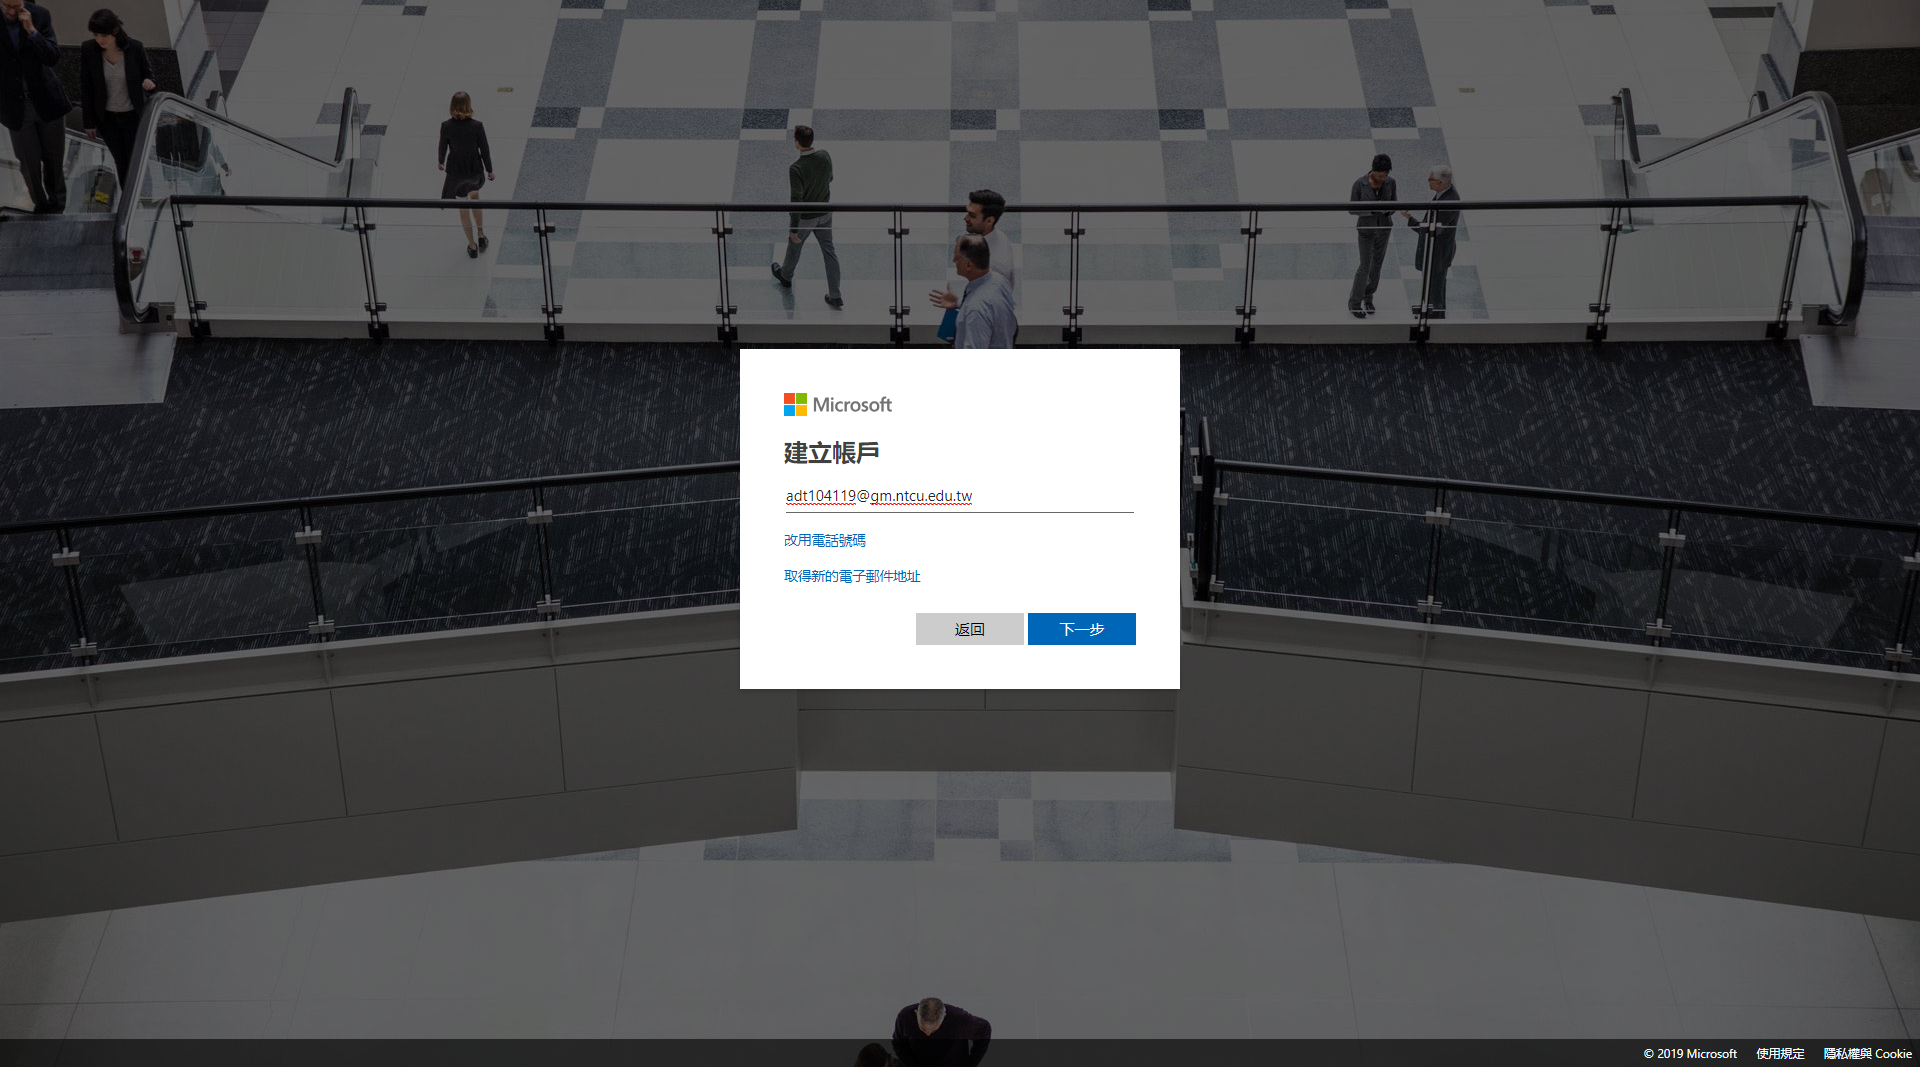 Microsoft
建立帳戶
adt104119@gm.ntcu.edu.tw
改用電話號碼
取得新的電子郵件地址
返回 下一步
© 2019 Microsoft 使用規定 隱私權與 Cookie